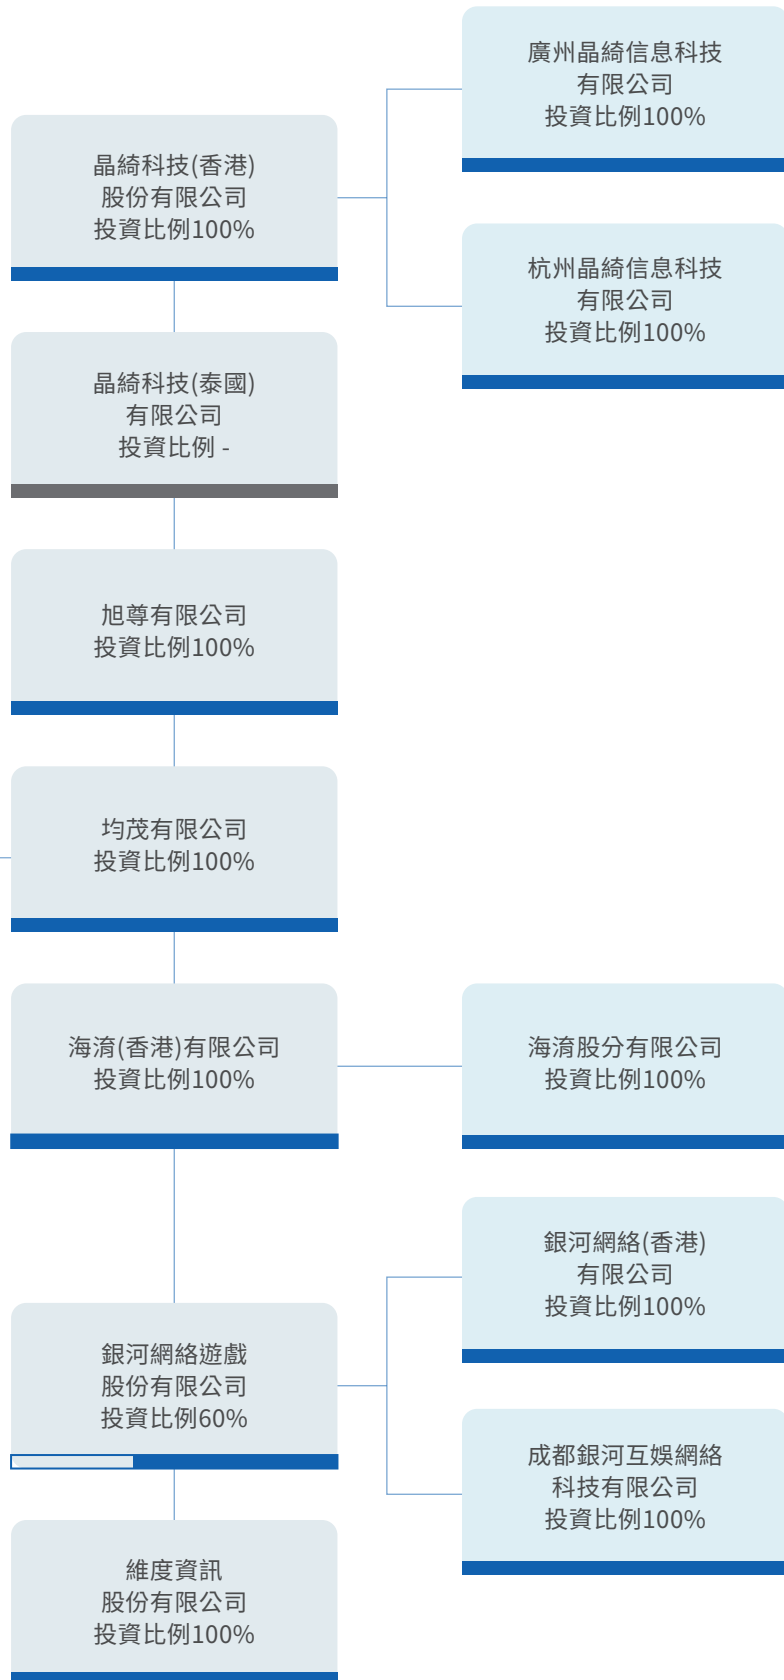 廣州晶綺信息科技
有限公司
投資比例100%
晶綺科技(香港)
股份有限公司
投資比例100%
杭州晶綺信息科技
有限公司
投資比例100%
晶綺科技(泰國)
有限公司
投資比例 -
旭尊有限公司
投資比例100%
均茂有限公司
投資比例100%
海淯(香港)有限公司
投資比例100%
海淯股分有限公司
投資比例100%
銀河網絡(香港)
有限公司
投資比例100%
銀河網絡遊戲
股份有限公司
投資比例60%
成都銀河互娛網絡
科技有限公司
投資比例100%
維度資訊
股份有限公司
投資比例100%